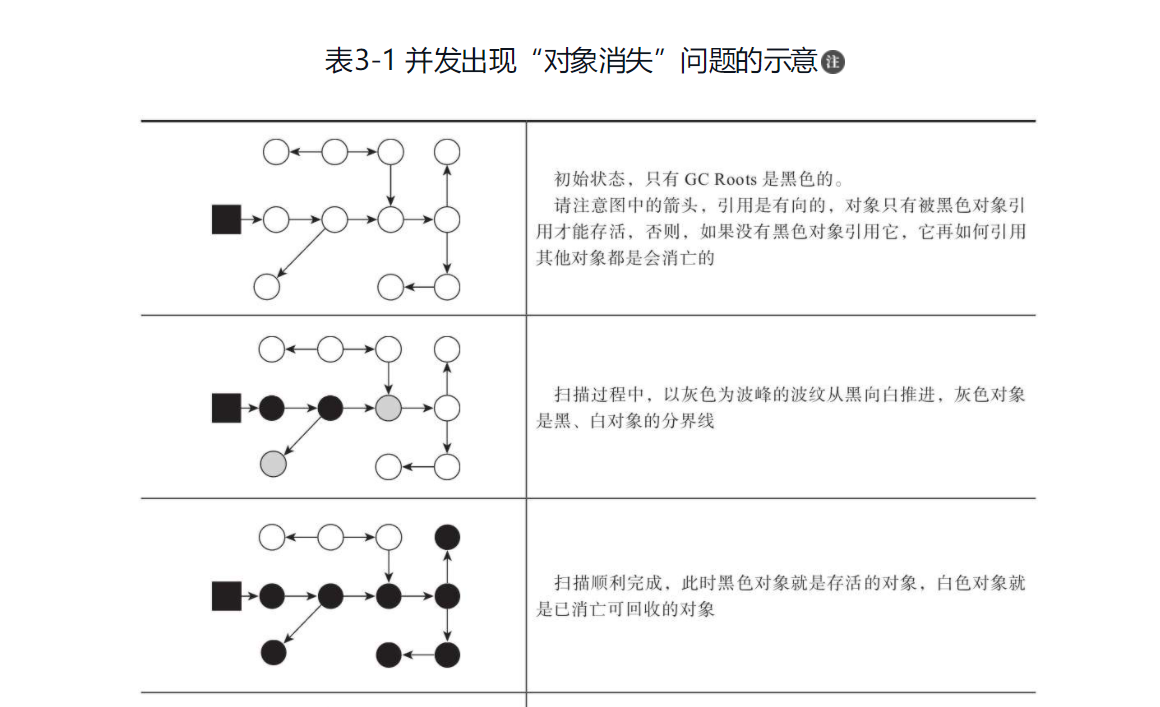 表3-1 并发出现“对象消失”问题的示意注
初始状态，只有 GC Roots 是黑色的。
请注意图中的箭头，引用是有向的，对象只有被黑色对象引
用才能存活，否则，如果没有黑色对象引用它，它再如何引用
其他对象都是会消亡的
扫描过程中，以灰色为波峰的波纹从黑向白推进，灰色对象
是黑、白对象的分界线
扫描顺利完成，此时黑色对象就是存活的对象，白色对象就
是已消亡可回收的对象